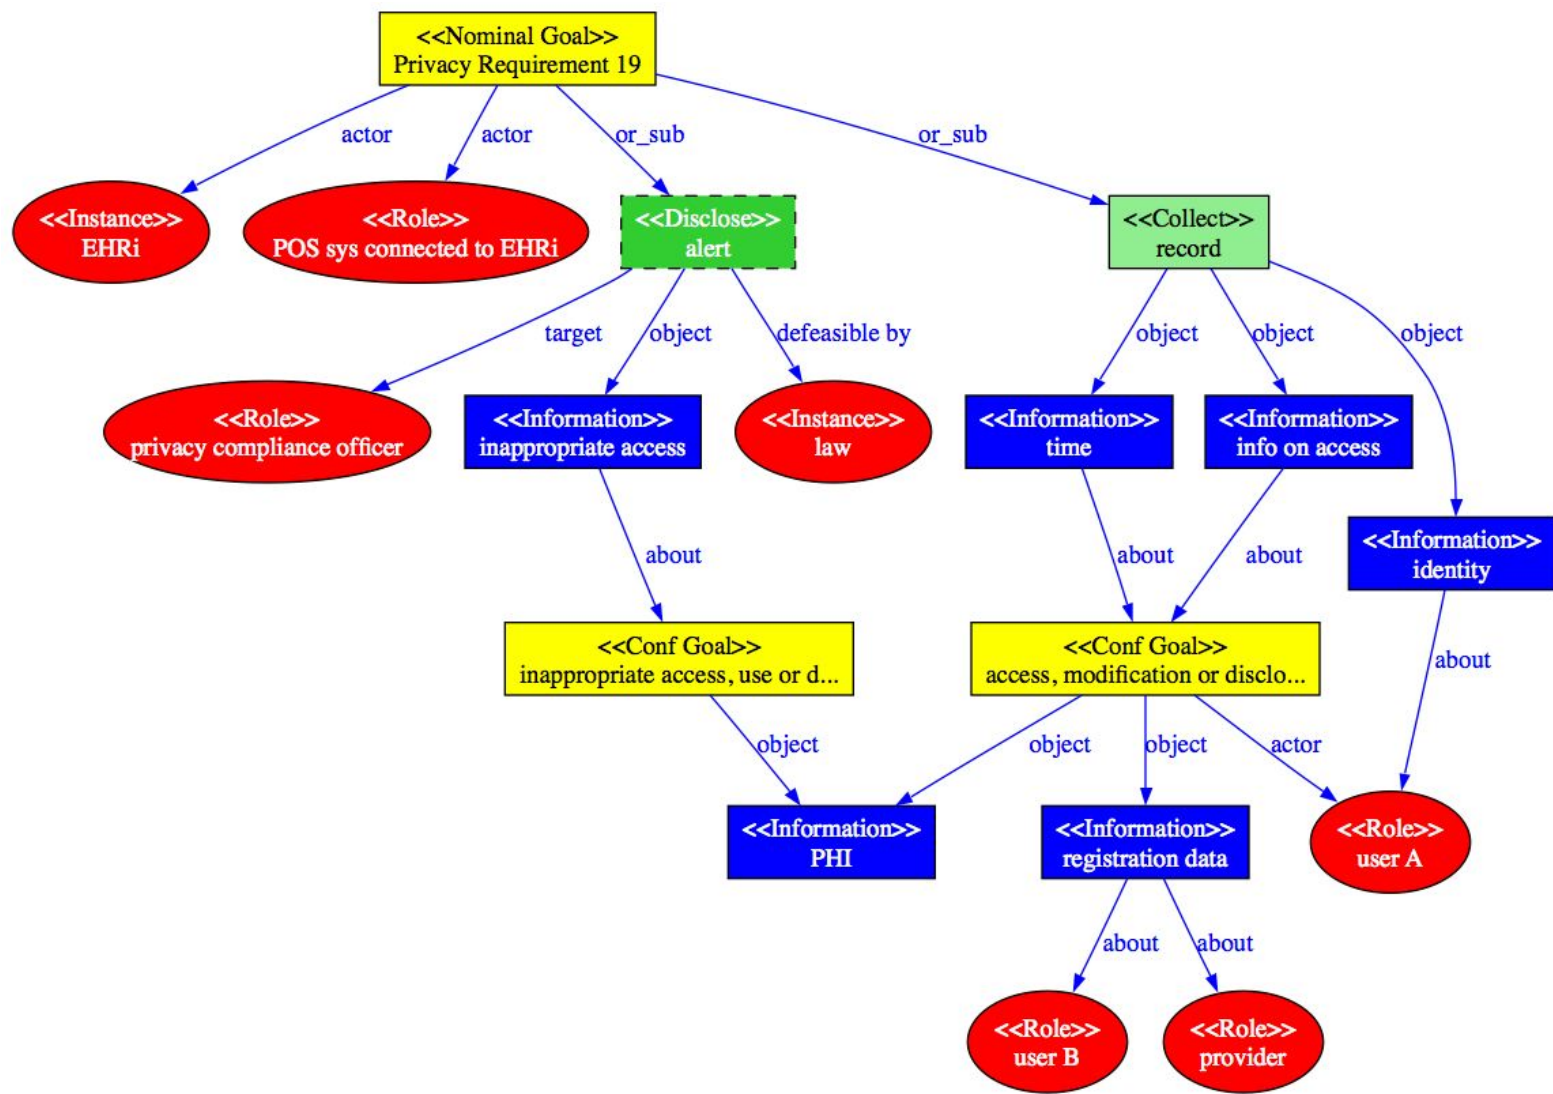 <<Nominal Goal>>
Privacy Requirement 19
actor
actor
or_sub
or_sub
<<Instance>>
EHRi
<<Role>>
POS sys connected to EHRi
<<Disclose>>
alert
<<Collect>>
record
target
object
defeasible by
object
object
object
<<Role>>
privacy compliance officer
<<Information>>
inappropriate access
<<Instance>>
law
<<Information>>
time
<<Information>>
info on access
<<Information>>
identity
about
about
about
<<Conf Goal>>
inappropriate access, use or d...
<<Conf Goal>>
access, modification or disclo...
about
object
object
object
actor
<<Information>>
PHI
<<Information>>
registration data
<<Role>>
user A
about
about
<<Role>>
user B
<<Role>>
provider